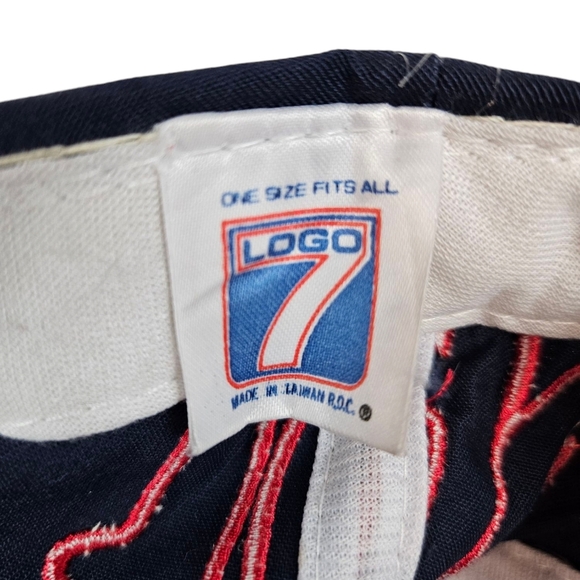 ONE SIZE FITS ALL
LOGO
7
MADE IN TAIWAN R.O.C. ®